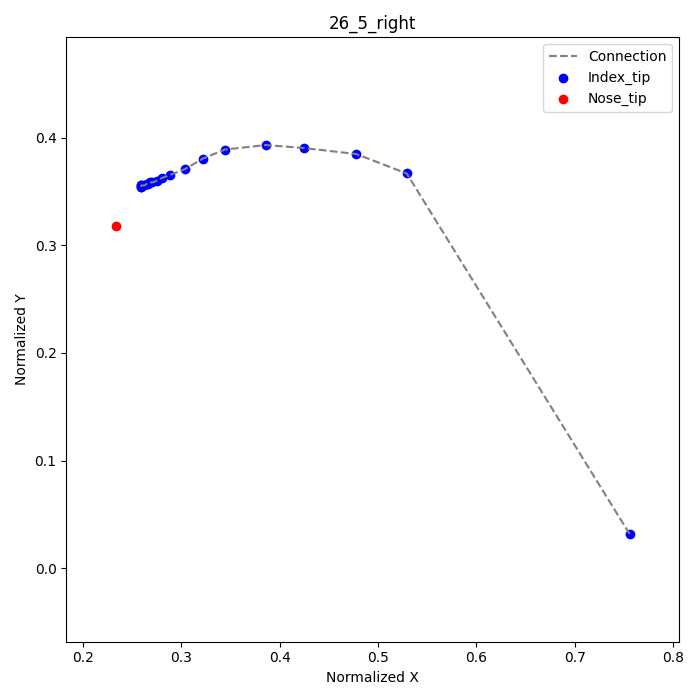 26_5_right
Connection
Index_tip
Nose_tip
Normalized Y
0.4
0.3
0.2
0.1
0.0
0.2 0.3 0.4 0.5 0.6 0.7 0.8
Normalized X